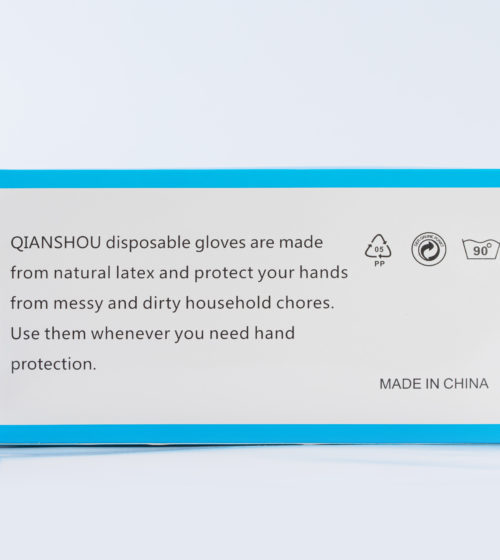 QIANSHOU disposable gloves are made
from natural latex and protect your hands
from messy and dirty household chores.
Use them whenever you need hand
protection.
05
PP
90°
MADE IN CHINA